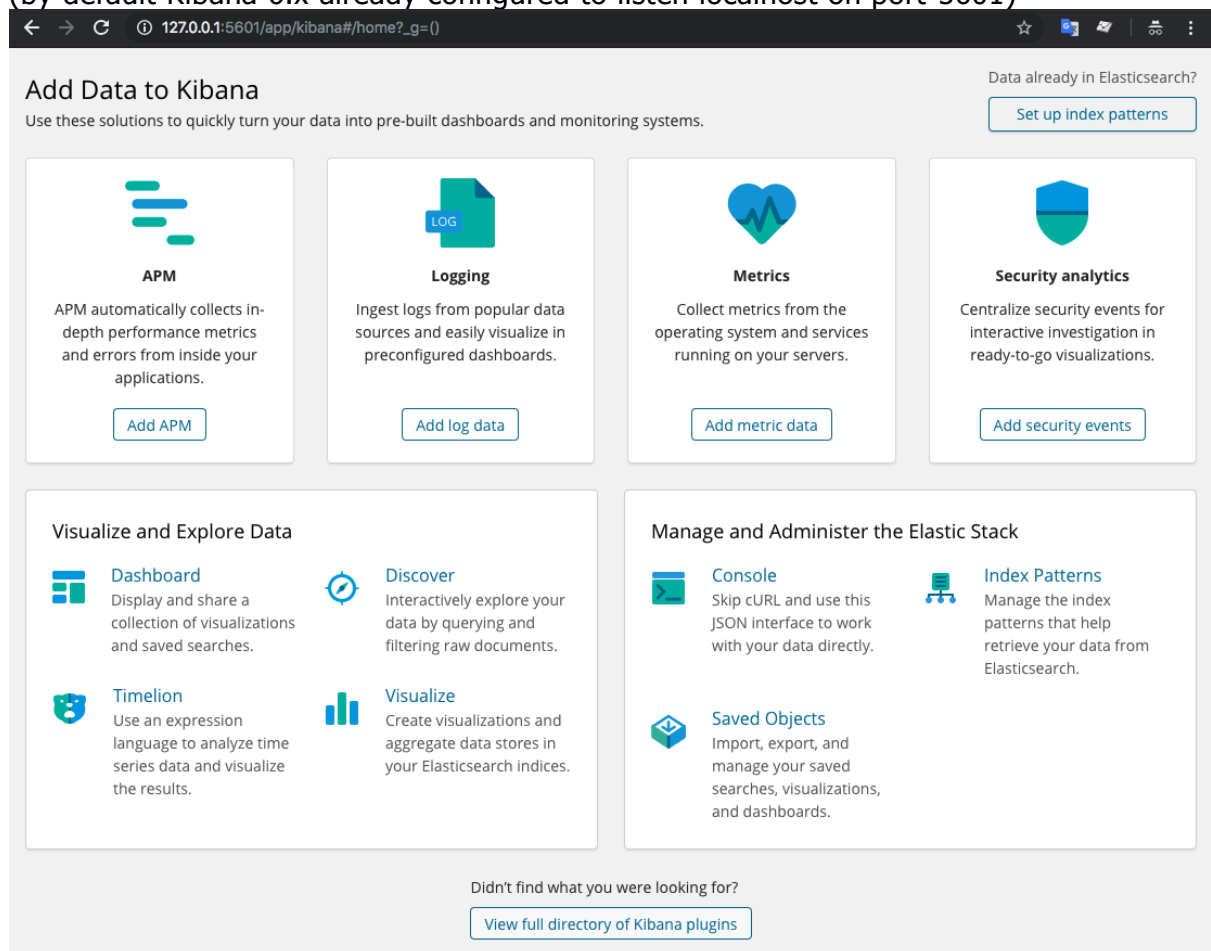 (by default Kibana 6.x already configured to listen localhost on port 5601)
127.0.0.1:5601/app/kibana#/home?_g=()
Add Data to Kibana
Use these solutions to quickly turn your data into pre-built dashboards and monitoring systems.
Data already in Elasticsearch?
Set up index patterns
APM
APM automatically collects in-
depth performance metrics
and errors from inside your
applications.
Add APM
LOG
Logging
Ingest logs from popular data
sources and easily visualize in
preconfigured dashboards.
Add log data
Metrics
Collect metrics from the
operating system and services
running on your servers.
Add metric data
Security analytics
Centralize security events for
interactive investigation in
ready-to-go visualizations.
Add security events
Visualize and Explore Data
Dashboard
Display and share a
collection of visualizations
and saved searches.
Discover
Interactively explore your
data by querying and
filtering raw documents.
Timelion
Use an expression
language to analyze time
series data and visualize
the results.
Visualize
Create visualizations and
aggregate data stores in
your Elasticsearch indices.
Manage and Administer the Elastic Stack
Console
Skip cURL and use this
JSON interface to work
with your data directly.
Index Patterns
Manage the index
patterns that help
retrieve your data from
Elasticsearch.
Saved Objects
Import, export, and
manage your saved
searches, visualizations,
and dashboards.
Didn't find what you were looking for?
View full directory of Kibana plugins